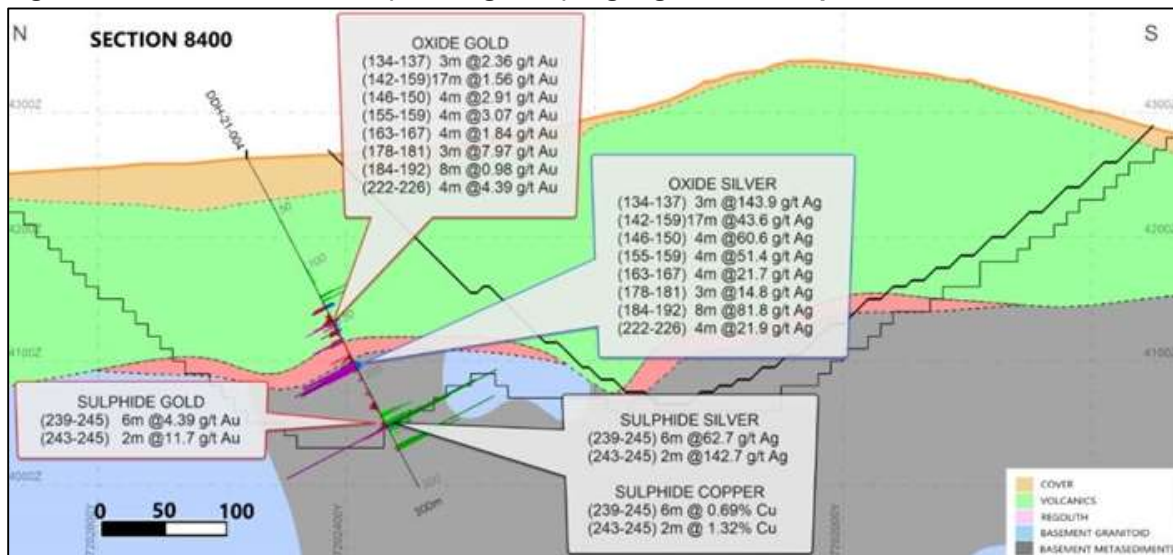 N
SECTION 8400
S
OXIDE GOLD
(134-137) 3m @2.36 g/t Au
(142-159)17m @1.56 g/t Au
(146-150) 4m @2.91 g/t Au
(155-159) 4m @3.07 g/t Au
(163-167) 4m @1.84 g/t Au
(178-181) 3m @7.97 g/t Au
(184-192) 8m @0.98 g/t Au
(222-226) 4m @4.39 g/t Au
4300Z
4300Z
DDH-21-004
50
OXIDE SILVER
(134-137) 3m @143.9 g/t Ag
(142-159)17m @43.6 g/t Ag
(146-150) 4m @60.6 g/t Ag
(155-159) 4m @51.4 g/t Ag
(163-167) 4m @21.7 g/t Ag
(178-181) 3m @14.8 g/t Ag
(184-192) 8m @81.8 g/t Ag
(222-226) 4m @21.9 g/t Ag
4200Z
4200Z
100
4100Z
4100Z
SULPHIDE GOLD
(239-245) 6m @4.39 g/t Au
(243-245) 2m @11.7 g/t Au
SULPHIDE SILVER
(239-245) 6m @62.7 g/t Ag
(243-245) 2m @142.7 g/t Ag
SULPHIDE COPPER
(239-245) 6m @ 0.69% Cu
(243-245) 2m @ 1.32% Cu
4000Z
4000Z
300m
0 50 100
COVER
VOLCANICS
REGOLITH
BASEMENT GRANITOID
BASEMENT METASEDIMENT